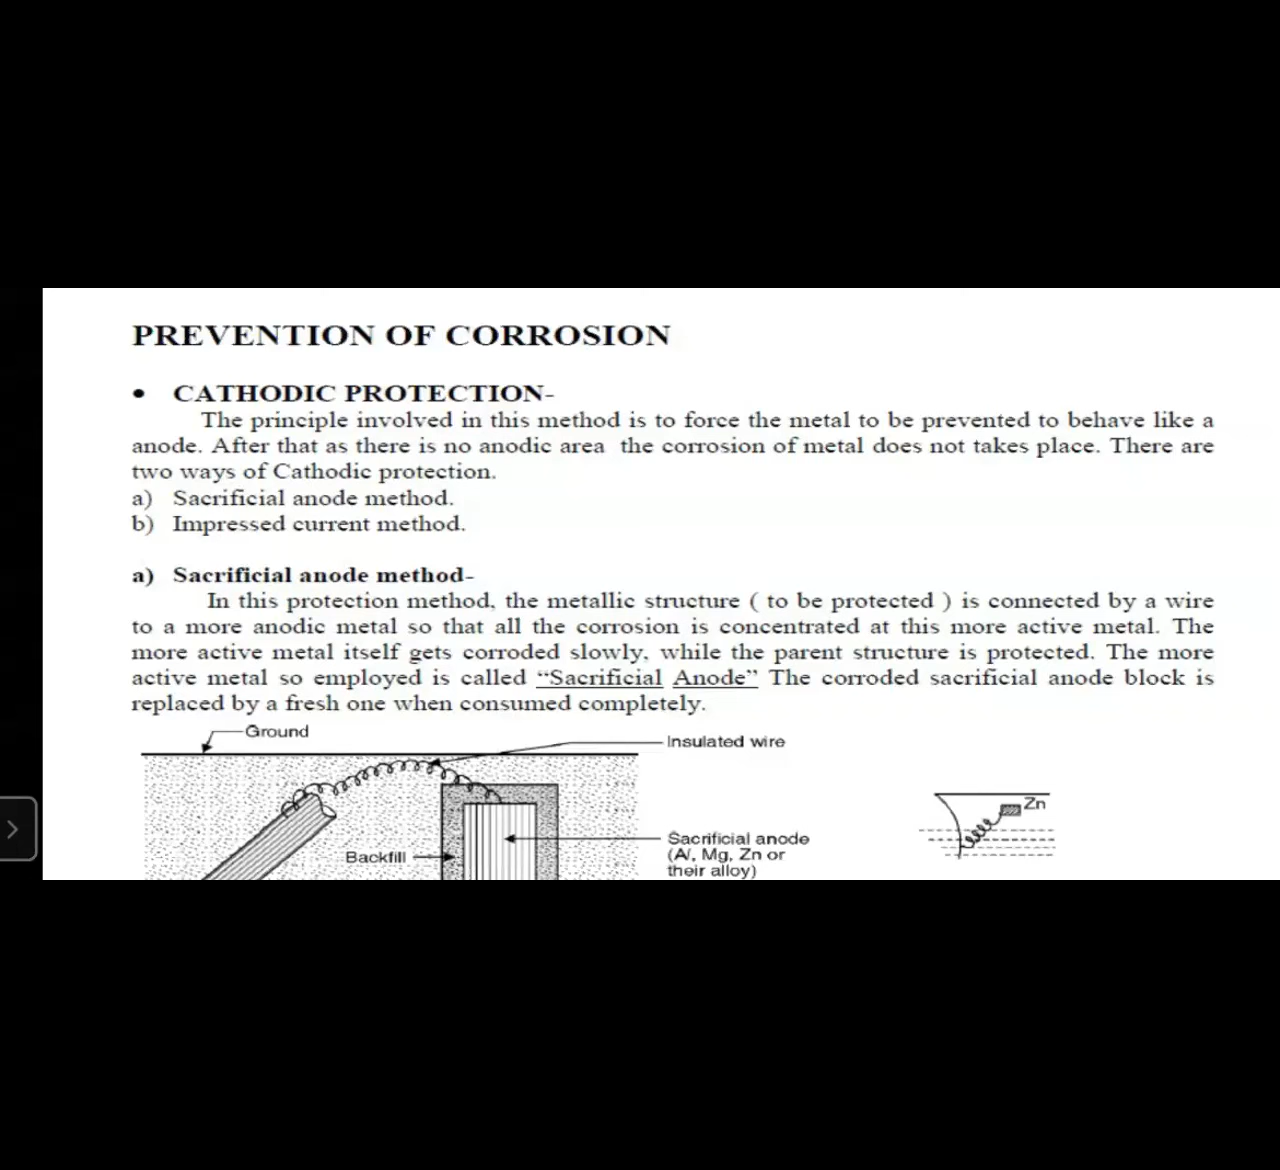 PREVENTION OF CORROSION
• CATHODIC PROTECTION-
The principle involved in this method is to force the metal to be prevented to behave like a
anode. After that as there is no anodic area the corrosion of metal does not takes place. There are
two ways of Cathodic protection.
a) Sacrificial anode method.
b) Impressed current method.
a) Sacrificial anode method-
In this protection method, the metallic structure ( to be protected ) is connected by a wire
to a more anodic metal so that all the corrosion is concentrated at this more active metal. The
more active metal itself gets corroded slowly, while the parent structure is protected. The more
active metal so employed is called “Sacrificial Anode” The corroded sacrificial anode block is
replaced by a fresh one when consumed completely.
Ground
Insulated wire
Zn
Sacrificial anode
(Al, Mg, Zn or
their alloy)
Backfill